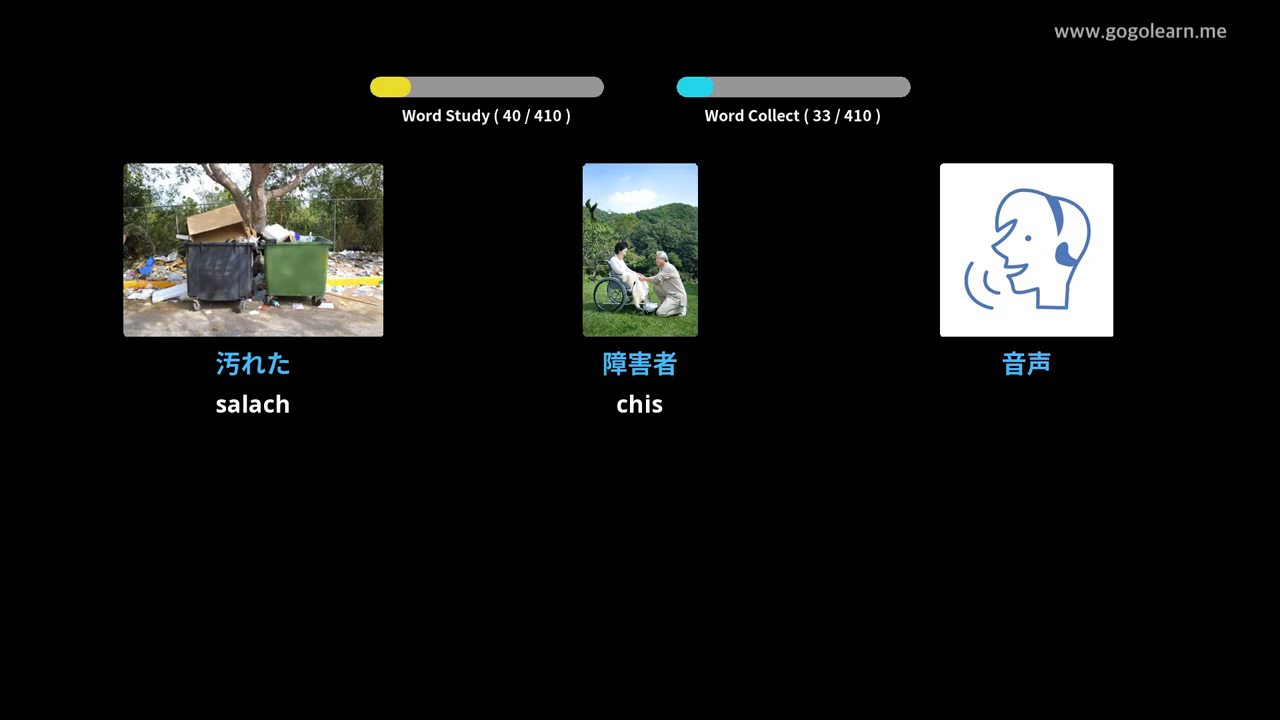 www.gogolearn.me
Word Study ( 40 / 410 )
Word Collect ( 33 / 410 )
汚れた
障害者
音声
salach
chis